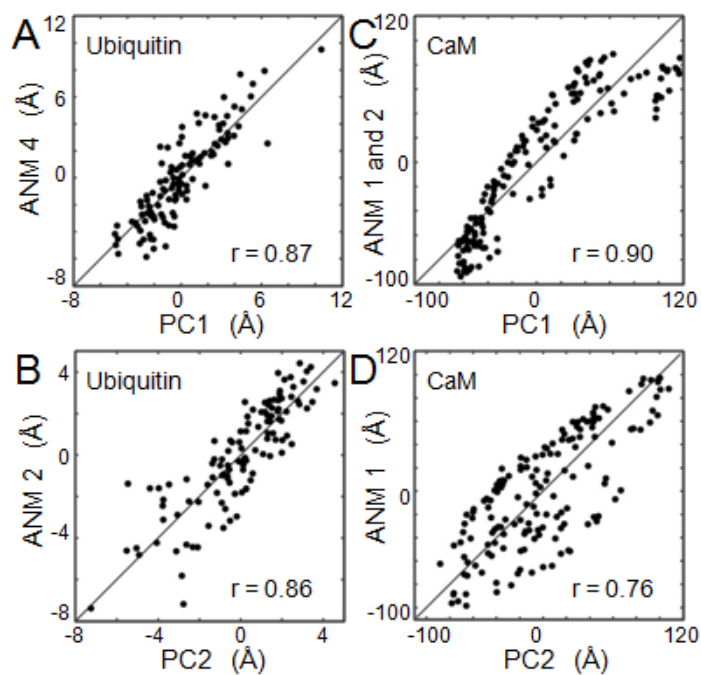 A
Ubiquitin
12
6
0
-8
ANM 4 (Å)
r = 0.87
-8
0
6
12
PC1 (Å)
C
CaM
120
0
-100
ANM 1 and 2 (Å)
r = 0.90
-100
0
120
PC1 (Å)
B
Ubiquitin
4
0
-4
-8
ANM 2 (Å)
r = 0.86
-8
-4
0
4
PC2 (Å)
D
CaM
120
0
-100
ANM 1 (Å)
r = 0.76
-100
0
120
PC2 (Å)